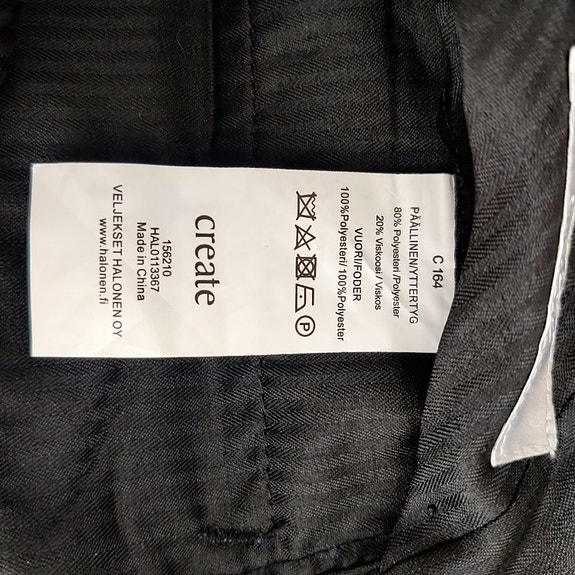 C 164
PÄÄLLINEN/YTTERTYG
80% Polyesteri /Polyester
20% Viskoosi / Viskos
VUORI/FODER
100%Polyesteri/ 100%Polyester
P
create
156210
HAL0113367
Made in China
VELJEKSET HALONEN OY
www.halonen.fi